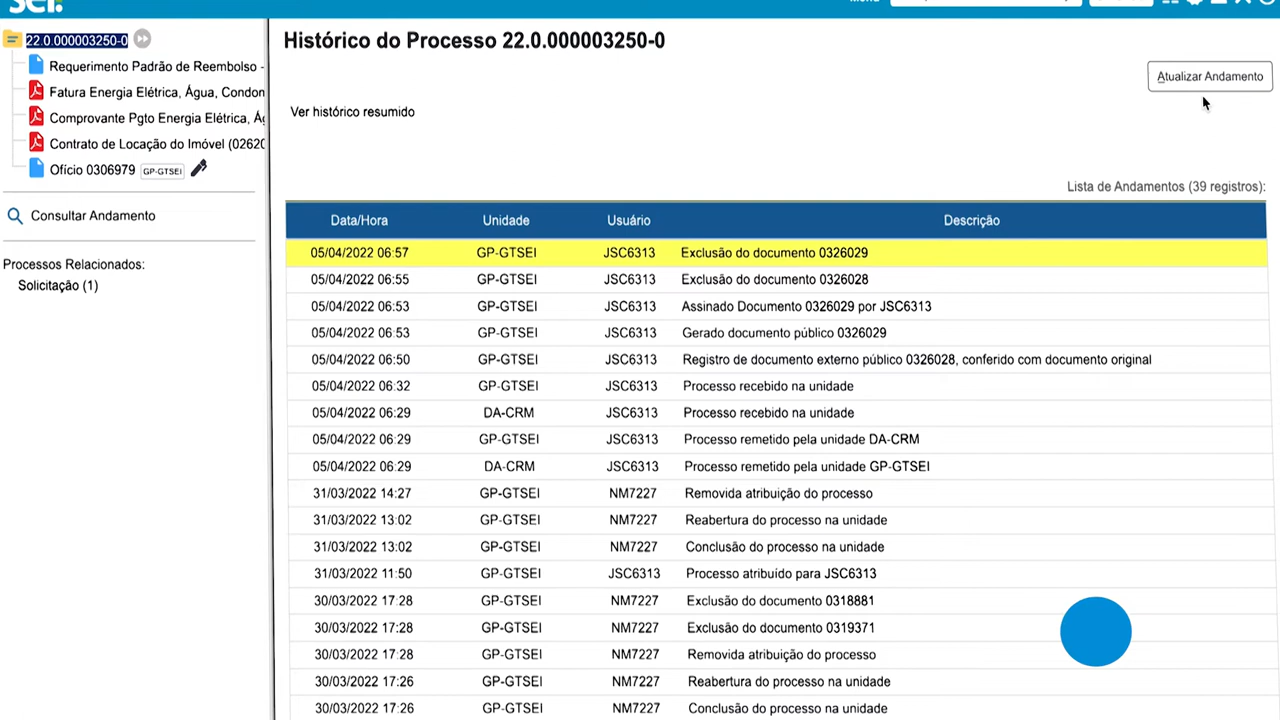 sei.
22.0.000003250-0
Requerimento Padrão de Reembolso -
Fatura Energia Elétrica, Água, Condon
Comprovante Pgto Energia Elétrica, Ág
Contrato de Locação do Imóvel (02620
Ofício 0306979 GP-GTSEI
Consultar Andamento
Processos Relacionados:
Solicitação (1)
Histórico do Processo 22.0.000003250-0
Atualizar Andamento
Ver histórico resumido
Lista de Andamentos (39 registros):
Data/Hora Unidade Usuário Descrição
05/04/2022 06:57 GP-GTSEI JSC6313 Exclusão do documento 0326029
05/04/2022 06:55 GP-GTSEI JSC6313 Exclusão do documento 0326028
05/04/2022 06:53 GP-GTSEI JSC6313 Assinado Documento 0326029 por JSC6313
05/04/2022 06:53 GP-GTSEI JSC6313 Gerado documento público 0326029
05/04/2022 06:50 GP-GTSEI JSC6313 Registro de documento externo público 0326028, conferido com documento original
05/04/2022 06:32 GP-GTSEI JSC6313 Processo recebido na unidade
05/04/2022 06:29 DA-CRM JSC6313 Processo recebido na unidade
05/04/2022 06:29 GP-GTSEI JSC6313 Processo remetido pela unidade DA-CRM
05/04/2022 06:29 DA-CRM JSC6313 Processo remetido pela unidade GP-GTSEI
31/03/2022 14:27 GP-GTSEI NM7227 Removida atribuição do processo
31/03/2022 13:02 GP-GTSEI NM7227 Reabertura do processo na unidade
31/03/2022 13:02 GP-GTSEI NM7227 Conclusão do processo na unidade
31/03/2022 11:50 GP-GTSEI JSC6313 Processo atribuído para JSC6313
30/03/2022 17:28 GP-GTSEI NM7227 Exclusão do documento 0318881
30/03/2022 17:28 GP-GTSEI NM7227 Exclusão do documento 0319371
30/03/2022 17:28 GP-GTSEI NM7227 Removida atribuição do processo
30/03/2022 17:26 GP-GTSEI NM7227 Reabertura do processo na unidade
30/03/2022 17:26 GP-GTSEI NM7227 Conclusão do processo na unidade